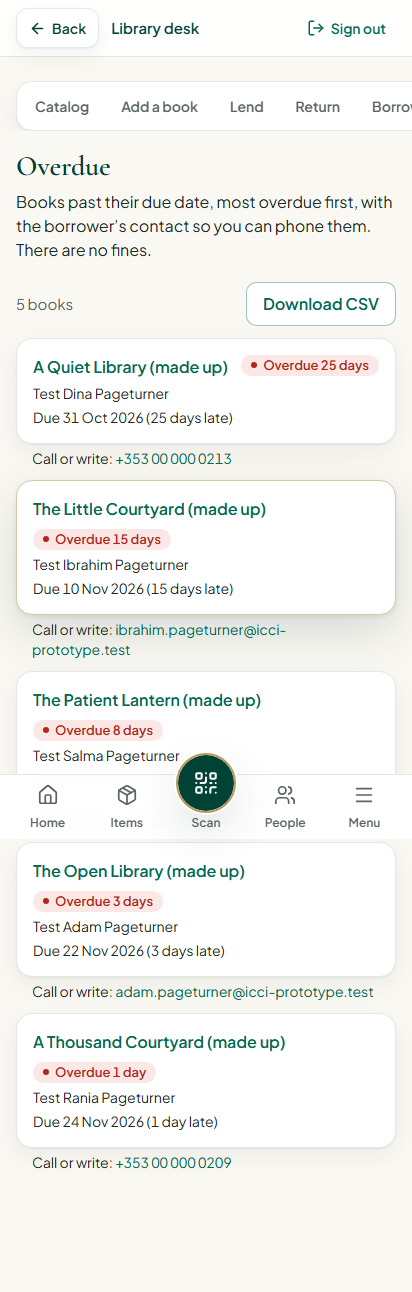 Back
Library desk
Sign out
Catalog
Add a book
Lend
Return
Overdue
Books past their due date, most overdue first, with
the borrower's contact so you can phone them.
There are no fines.
5 books
Download CSV
A Quiet Library (made up)
Overdue 25 days
Test Dina Pageturner
Due 31 Oct 2026 (25 days late)
Call or write: +353 00 000 0213
The Little Courtyard (made up)
Overdue 15 days
Test Ibrahim Pageturner
Due 10 Nov 2026 (15 days late)
Call or write: ibrahim.pageturner@icci-
prototype.test
The Patient Lantern (made up)
Overdue 8 days
Test Salma Pageturner
Home
Items
Scan
People
Menu
The Open Library (made up)
Overdue 3 days
Test Adam Pageturner
Due 22 Nov 2026 (3 days late)
Call or write: adam.pageturner@icci-prototype.test
A Thousand Courtyard (made up)
Overdue 1 day
Test Rania Pageturner
Due 24 Nov 2026 (1 day late)
Call or write: +353 00 000 0209